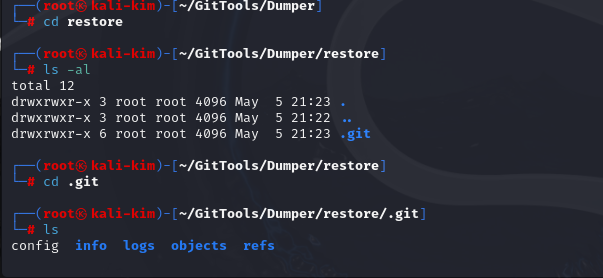 ┌──(root㉿kali-kim)-[~/GitTools/Dumper]
└─# cd restore
┌──(root㉿kali-kim)-[~/GitTools/Dumper/restore]
└─# ls -al
total 12
drwxrwxr-x 3 root root 4096 May  5 21:23 .
drwxrwxr-x 3 root root 4096 May  5 21:22 ..
drwxrwxr-x 6 root root 4096 May  5 21:23 .git
┌──(root㉿kali-kim)-[~/GitTools/Dumper/restore]
└─# cd .git
┌──(root㉿kali-kim)-[~/GitTools/Dumper/restore/.git]
└─# ls
config  info  logs  objects  refs